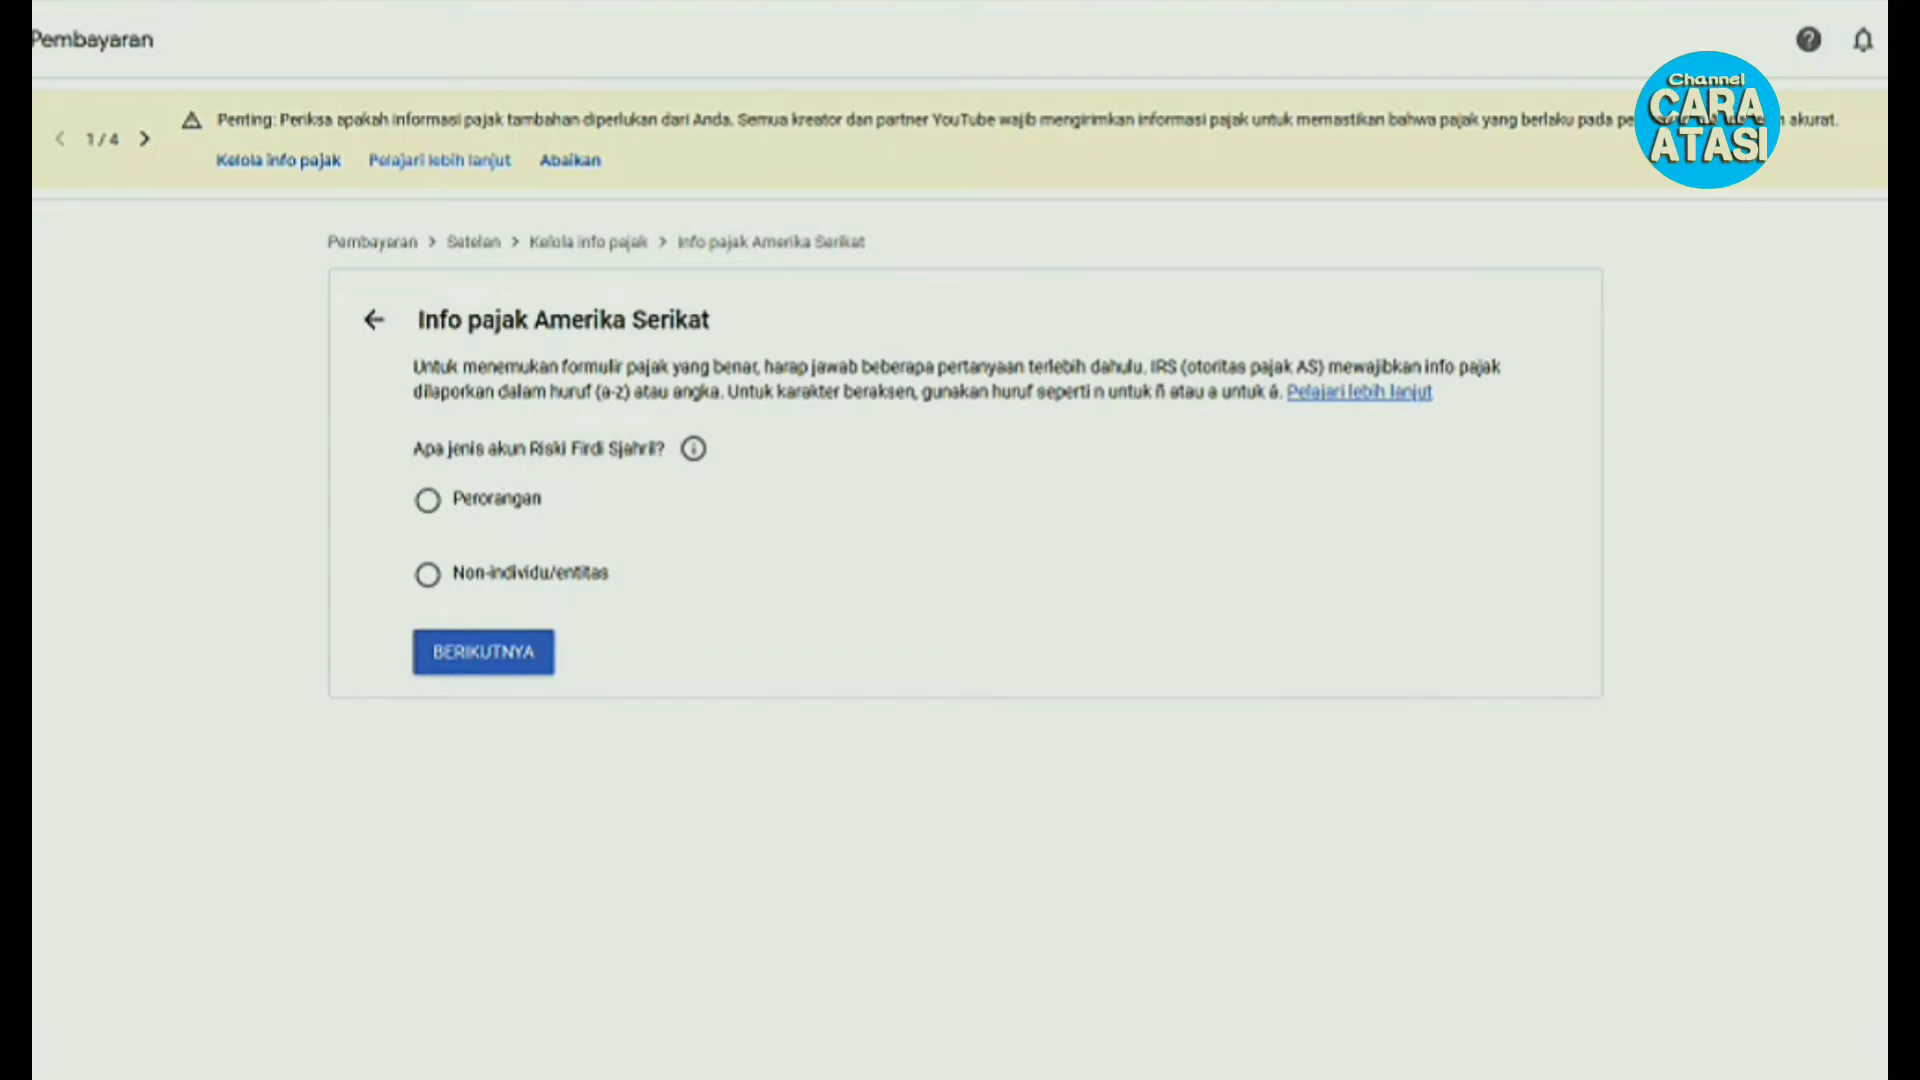 Pembayaran
Channel
CARA
ATASI
1 / 4
Penting: Periksa apakah informasi pajak tambahan diperlukan dari Anda. Semua kreator dan partner YouTube wajib mengirimkan informasi pajak untuk memastikan bahwa pajak yang berlaku pada akurat.
Kelola info pajak Pelajari lebih lanjut Abaikan
Pembayaran > Setelan > Kelola info pajak > Info pajak Amerika Serikat
Info pajak Amerika Serikat
Untuk menemukan formulir pajak yang benar, harap jawab beberapa pertanyaan terlebih dahulu. IRS (otoritas pajak AS) mewajibkan info pajak
dilaporkan dalam huruf (a-z) atau angka. Untuk karakter beraksen, gunakan huruf seperti n untuk ñ atau a untuk â. Pelajari lebih lanjut
Apa jenis akun Riski Firdi Sjahril?
Perorangan
Non-individu/entitas
BERIKUTNYA